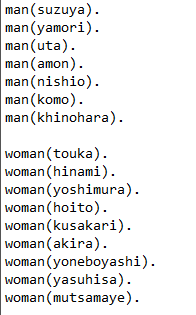 man(suzuya).
man(yamori).
man(uta).
man(amon).
man(nishio).
man(komo).
man(khinohara).
woman(touka).
woman(hinami).
woman(yoshimura).
woman(hoito).
woman(kusakari).
woman(akira).
woman(yoneboyashi).
woman(yasuhisa).
woman(mutsamaye).